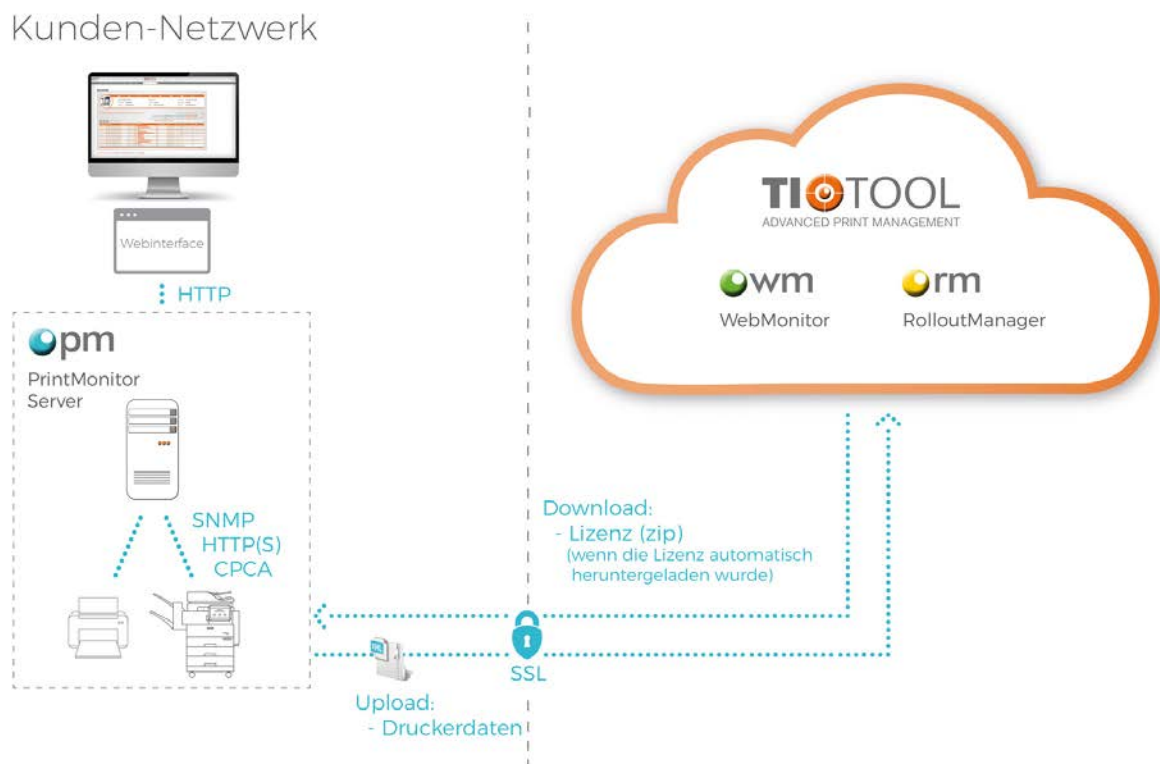 Kunden-Netzwerk
Webinterface
HTTP
pm
PrintMonitor
Server
SNMP
HTTP(S)
CPCA
TIOTOOL
ADVANCED PRINT MANAGEMENT
wm
WebMonitor
rm
RolloutManager
Download:
- Lizenz (zip)
(wenn die Lizenz automatisch
heruntergeladen wurde)
SSL
Upload:
- Druckerdaten